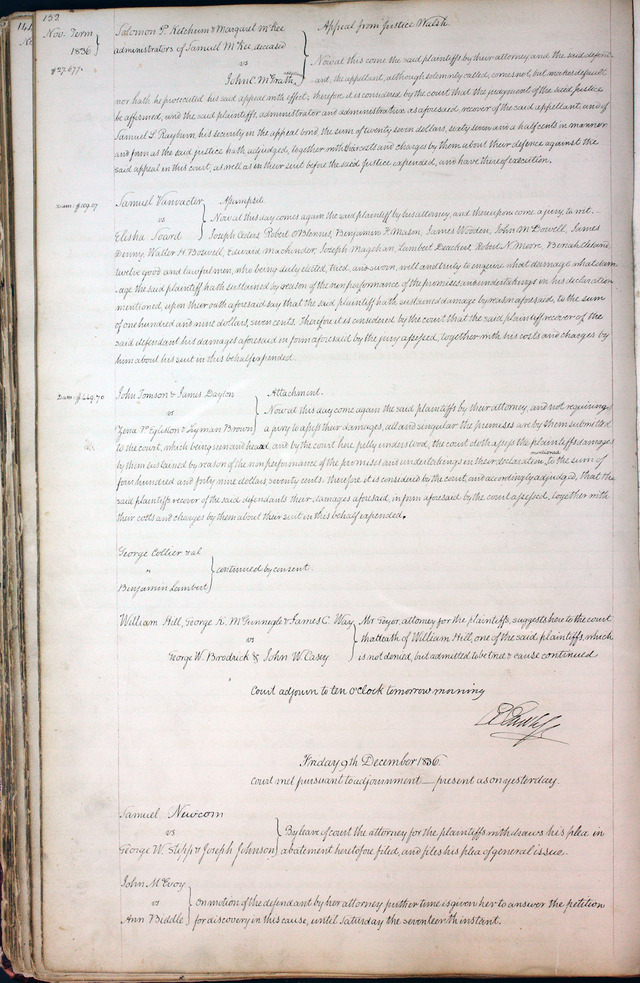 152
Nov. Term
1836
Solomon P. Ketchum & Margaret McKee
administrators of Samuel McKee deceased
vs
John C. McGrath
Appeal from Justice Walsh
Now at this come the said plaintiffs by their attorney and the said defend-
ant, the appellant, although solemnly called, comes not, but makes default
nor hath he prosecuted his said appeal with effect; therefore it is considered by the court that the judgement of the said Justice
be affirmed, and the said plaintiffs, administrator and administratrix as aforesaid, recover of the said appellant, and of
Samuel L. Rayburn his security in the appeal bond the sum of twenty seven dollars, sixty seven and a half cents in manner
and form as the said justice hath adjudged, together with their costs and charges by them about their defence against the
said appeal in this court, as well as in their suit before the said Justice expended, and have thereof execution.
Dam: $109.07
Samuel Vanvacter
vs
Elisha Soard
Assumpsit.
Now at this day comes again the said plaintiff by his attorney, and thereupon come a jury to wit.
Joseph Robert O'Blennis, Benjamin F. Mason, James Wooden, John McDowell, James
Denny, Walter H. Boswell, Edward Machinder, Joseph Magehan, Lambert Robert N. Moore,
twelve good and lawful men, who being duly elected, tried, and sworn, well and truly to enquire what damage what dam
-age the said plaintiff hath sustained by reason of the non performance of the promises and undertakings in his declaration
mentioned, upon their oath aforesaid say that the said plaintiff hath sustained damage by reason aforesaid, to the sum
of one hundred and nine dollars, seven cents. Therefore it is considered by the court that the said plaintiff recover of the
said defendant his damages aforesaid in form aforesaid by the jury assessed, together with his costs and charges by
him about his suit in this behalf expended.
Dam: $449.70
John Tomson & James Dayton
vs
Zena P. Egliston & Lyman Brown
Attachment.
Now at this day come again the said plaintiffs by their attorney, and not requiring
a jury to assess their damages, all and singular the premises are by them submitted
to the court, which being seen and heard, and by the court here fully understood, the court doth assess the plaintiffs damages
by them sustained by reason of the non performance of the promises and undertakings in their declaration mentioned, to the sum of
four hundred and forty nine dollars seventy cents. therefore it is considered by the court, and accordingly adjudged, that the
said plaintiffs recover of the said defendants their damages aforesaid, in form aforesaid by the court assessed, together with
their costs and charges by them about their suit in this behalf expended.
George Collier & al
"
Benjamin Lambert
continued by consent.
William Hill, George K. McGunnegle & James C. Way
vs
George W. Brodrick & John W. Casey
Mr Geyer, attorney for the plaintiffs, suggests here to the court
that death of William Hill, one of the said plaintiffs, which
is not denied, but admitted to be true & cause continued
Court adjourn to ten o'clock tomorrow morning
Friday 9th December 1836.
Court met pursuant to adjournment — present as on yesterday.
Samuel Newcom
vs
George W. Stipp & Joseph Johnson
By leave of court the attorney for the plaintiffs withdraws his plea in
abatement heretofore filed, and files his plea of general issue.
John McEvoy
vs
Ann Biddle
on motion of the defendant by her attorney further time is given her to answer the petition
for discovery in this cause, until Saturday the seventeenth instant.